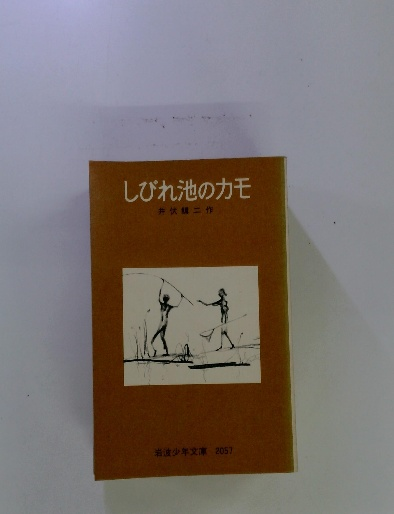 しびれ池のカモ
井伏鱒二作
岩波少年文庫 2057